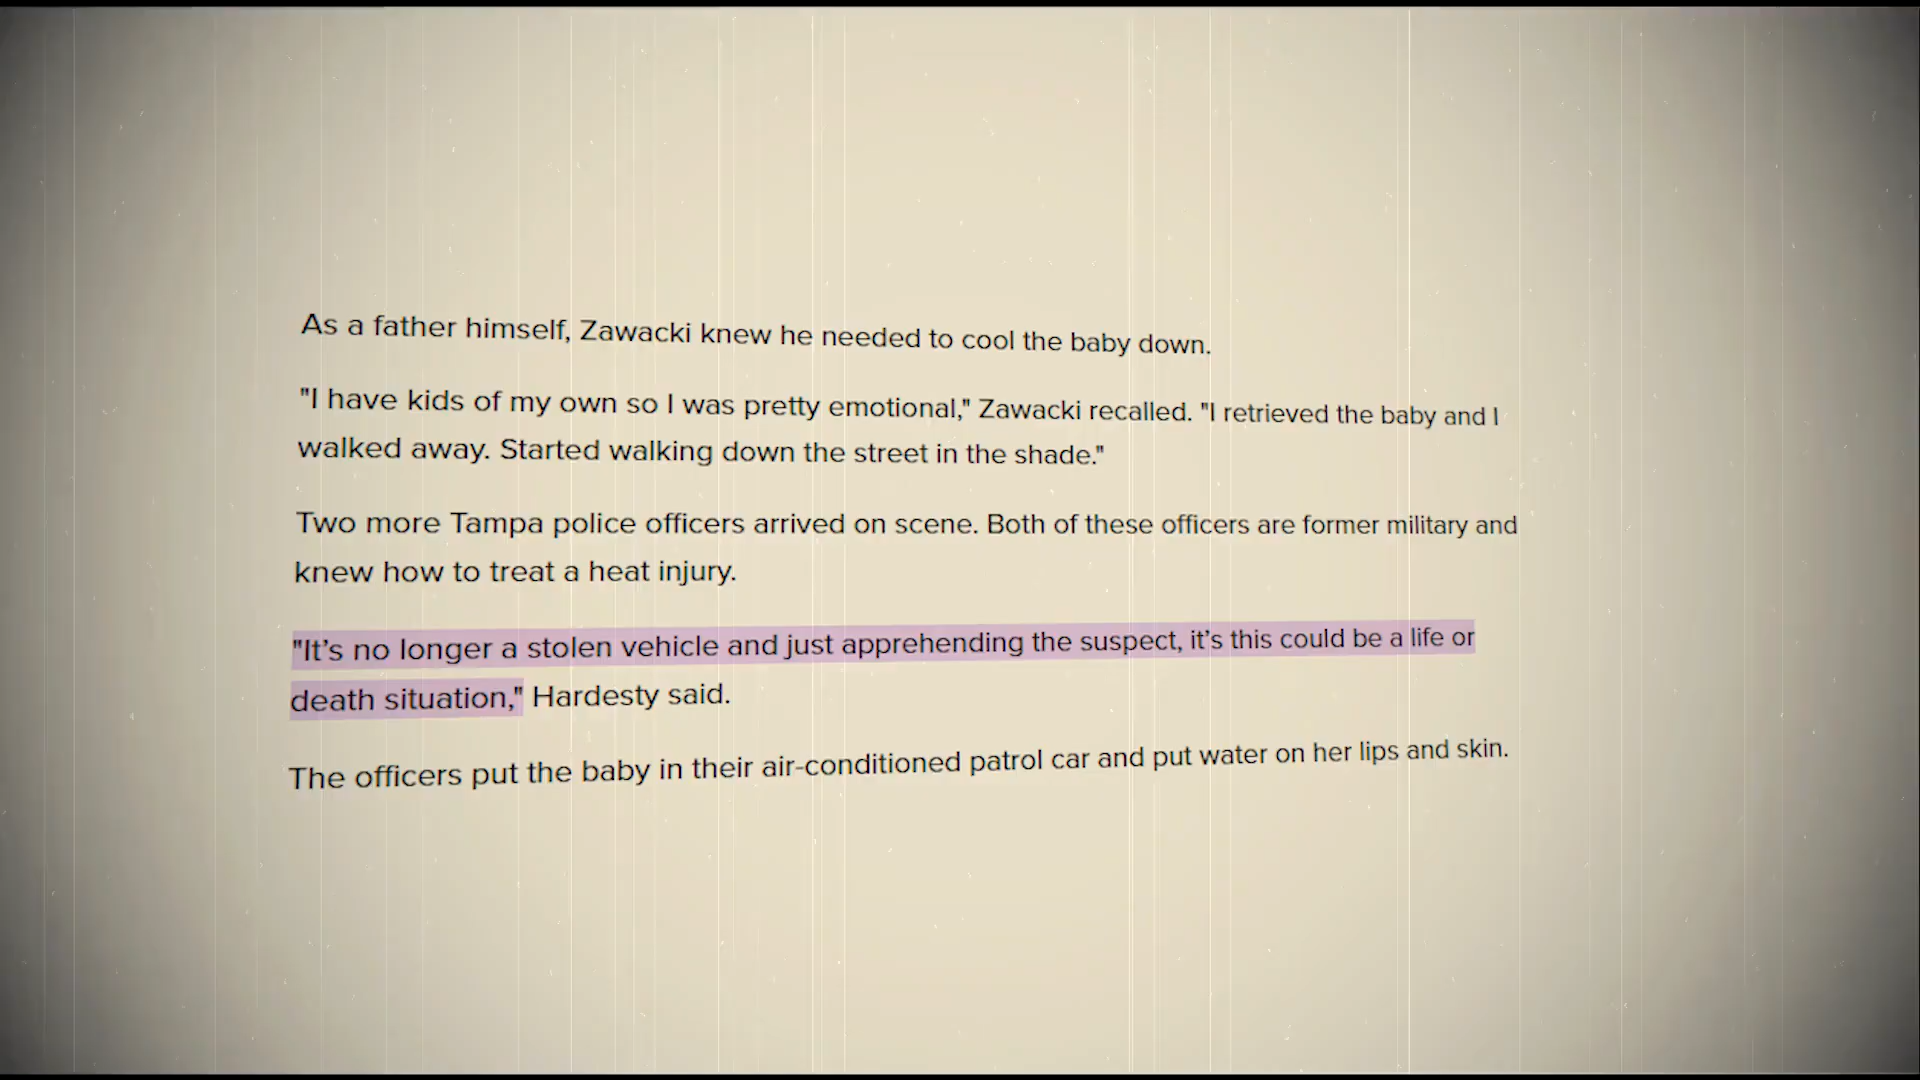 As a father himself, Zawacki knew he needed to cool the baby down.
"I have kids of my own so I was pretty emotional," Zawacki recalled. "I retrieved the baby and I
walked away. Started walking down the street in the shade."
Two more Tampa police officers arrived on scene. Both of these officers are former military and
knew how to treat a heat injury.
"It’s no longer a stolen vehicle and just apprehending the suspect, it’s this could be a life or
death situation," Hardesty said.
The officers put the baby in their air-conditioned patrol car and put water on her lips and skin.